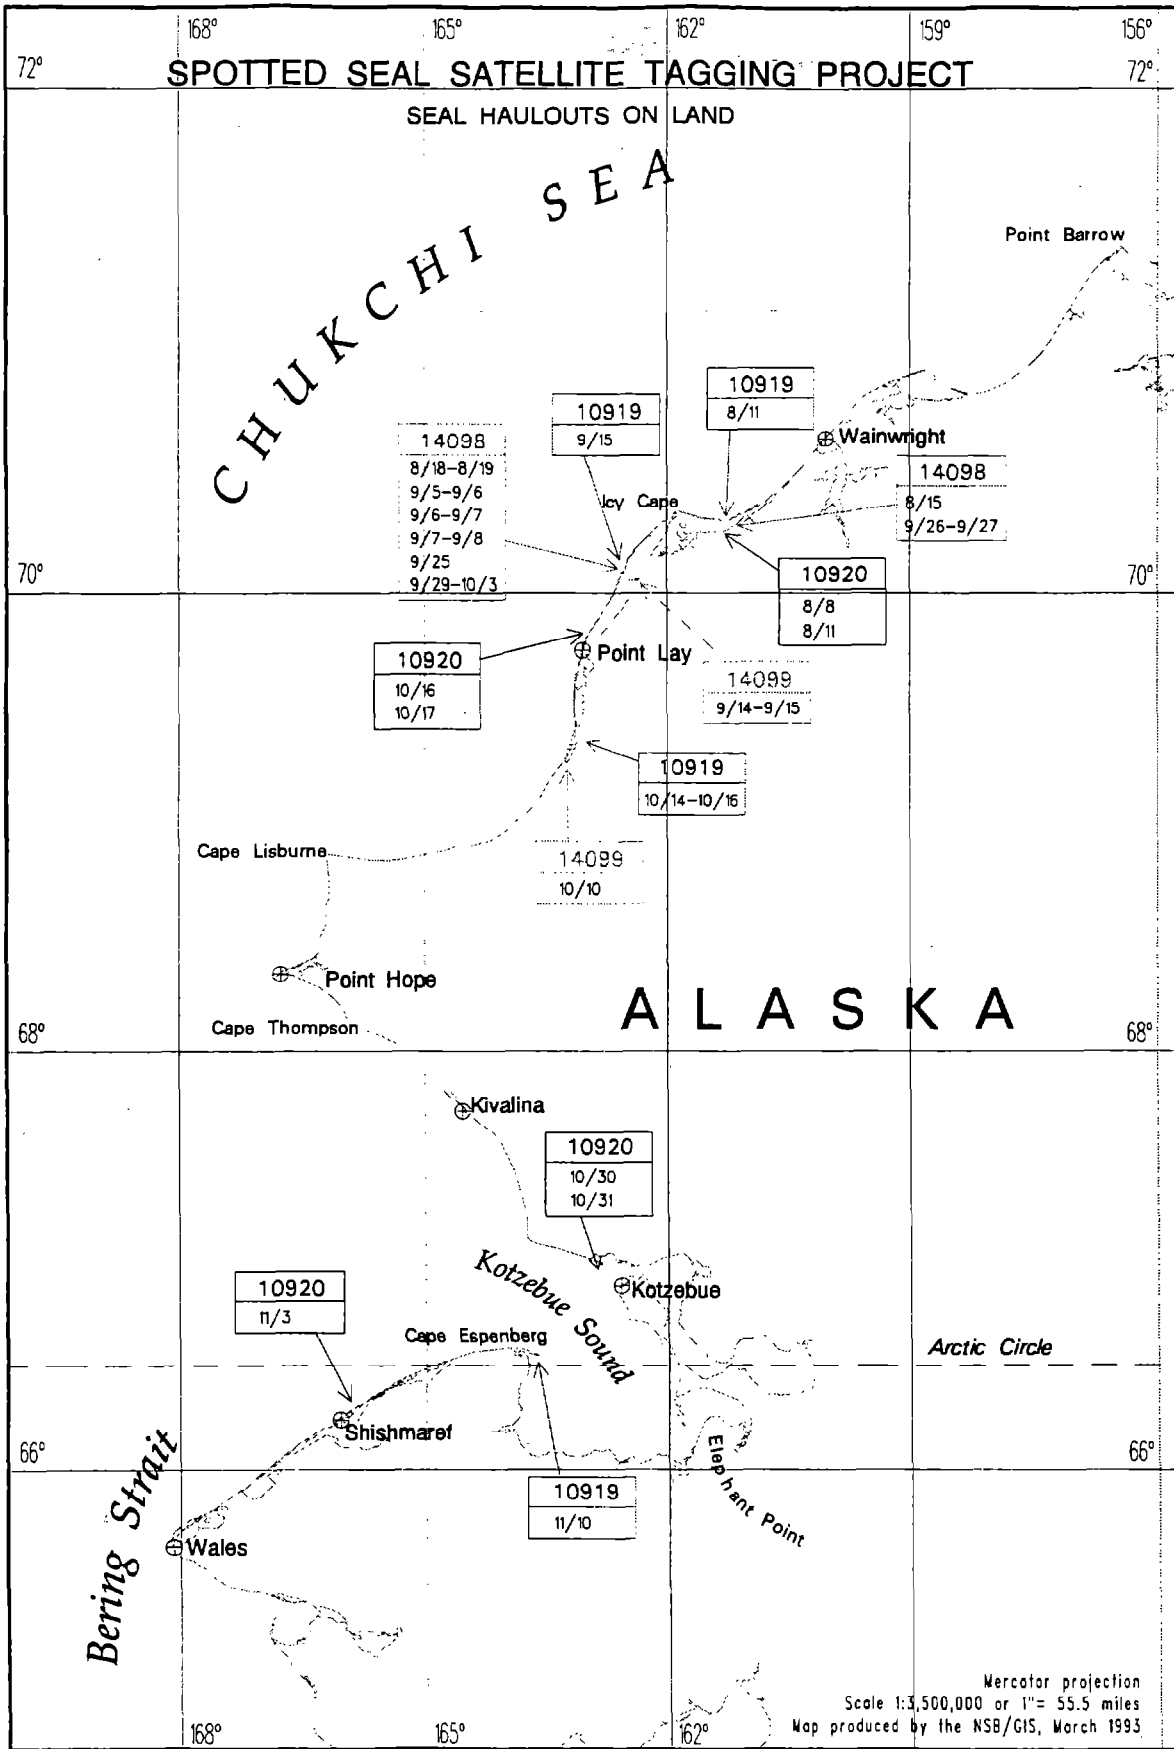 168° 165° 162° 159° 156°
72° 72°
SPOTTED SEAL SATELLITE TAGGING PROJECT
SEAL HAULOUTS ON LAND
CHUKCHI SEA
Point Barrow
10919
8/11
10919
9/15
14098
8/18-8/19
9/5-9/6
9/6-9/7
9/7-9/8
9/25
9/29-10/3
Wainwright
Icy Cape
14098
8/15
9/26-9/27
70° 70°
10920
8/8
8/11
10920
10/16
10/17
Point Lay
14099
9/14-9/15
10919
10/14-10/16
Cape Lisburne
14099
10/10
Point Hope
Cape Thompson
ALASKA
68° 68°
Kivalina
10920
10/30
10/31
Kotzebue Sound
Kotzebue
10920
11/3
Cape Espenberg
Arctic Circle
Shishmaref
Bering Strait
66° 66°
Elephant Point
10919
11/10
Wales
Mercator projection
Scale 1:3,500,000 or 1"= 55.5 miles
Map produced by the NSB/GIS, March 1993
168° 165° 162°